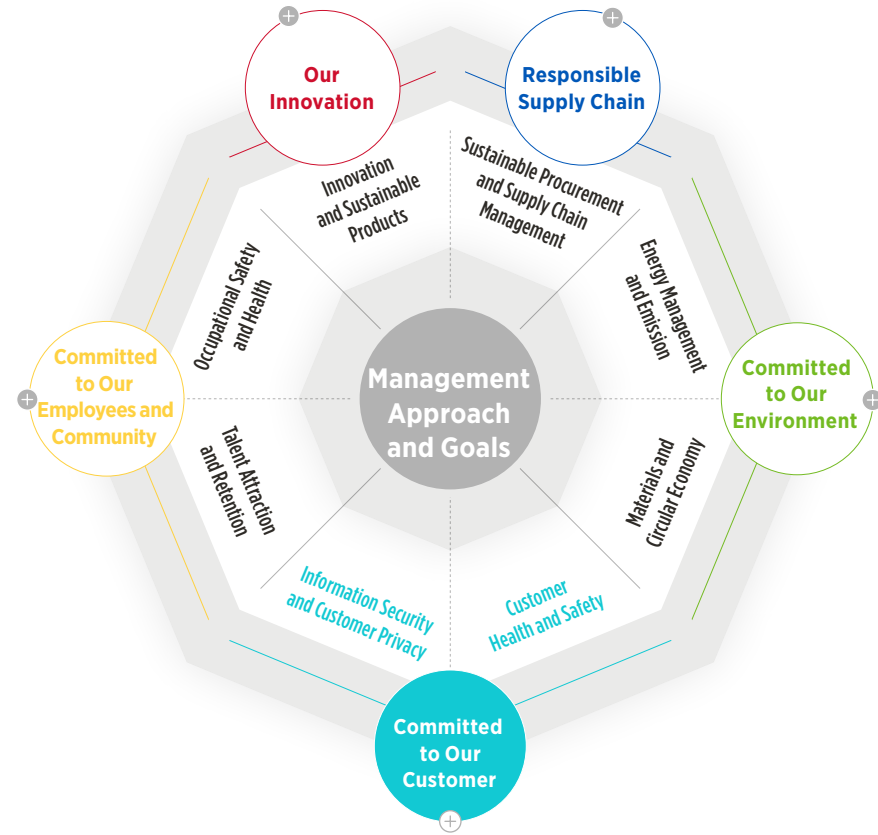 Our
Innovation
Responsible
Supply Chain
Innovation
and Sustainable
Products
Sustainable Procurement
and Supply Chain
Management
Occupational Safety
and Health
Energy Management
and Emission
Committed
to Our
Employees and
Community
Management
Approach
and Goals
Committed
to Our
Environment
Talent Attraction
and Retention
Materials and
Circular Economy
Information Security
and Customer Privacy
Customer
Health and Safety
Committed
to Our
Customer